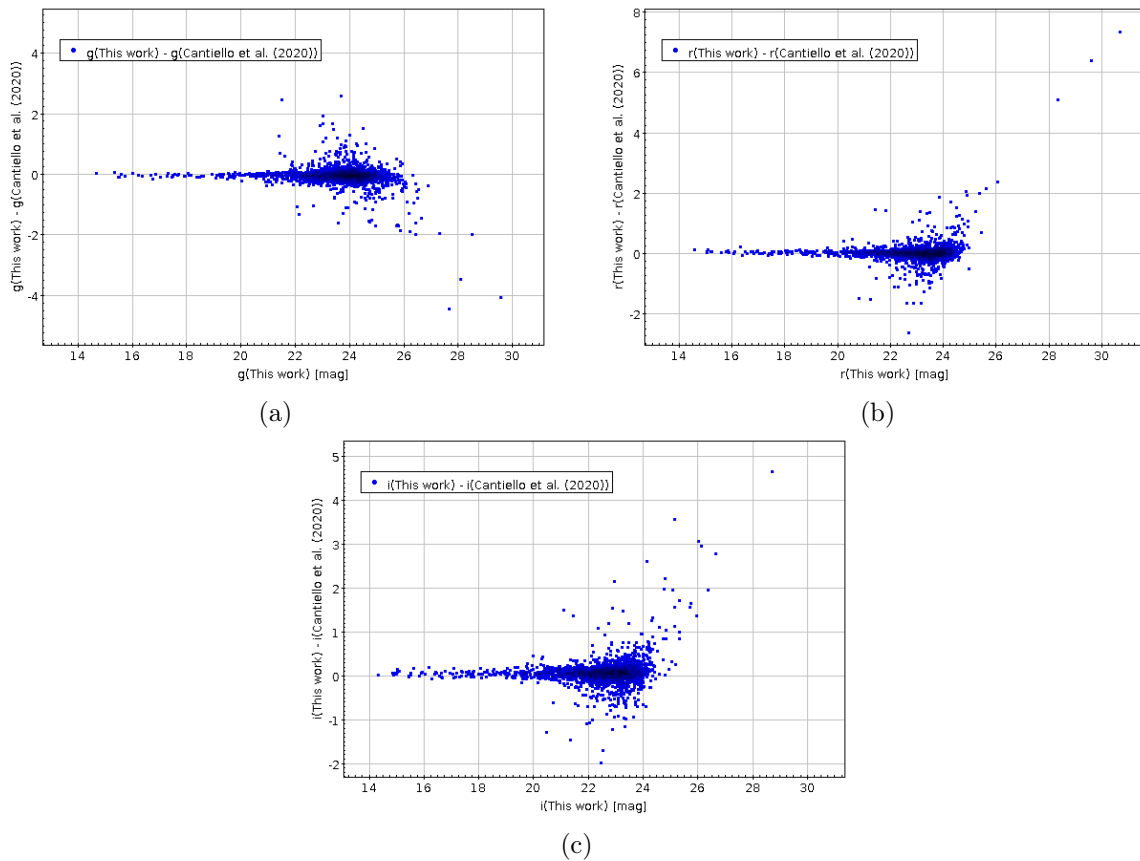 g(This work) - g(Cantiello et al. (2020))
g(This work) - g(Cantiello et al. (2020))
4
2
0
-2
-4
14 16 18 20 22 24 26 28 30
g(This work) [mag]
(a)
r(This work) - r(Cantiello et al. (2020))
r(This work) - r(Cantiello et al. (2020))
8
6
4
2
0
-2
14 16 18 20 22 24 26 28 30
r(This work) [mag]
(b)
i(This work) - i(Cantiello et al. (2020))
i(This work) - i(Cantiello et al. (2020))
5
4
3
2
1
0
-1
-2
14 16 18 20 22 24 26 28 30
i(This work) [mag]
(c)